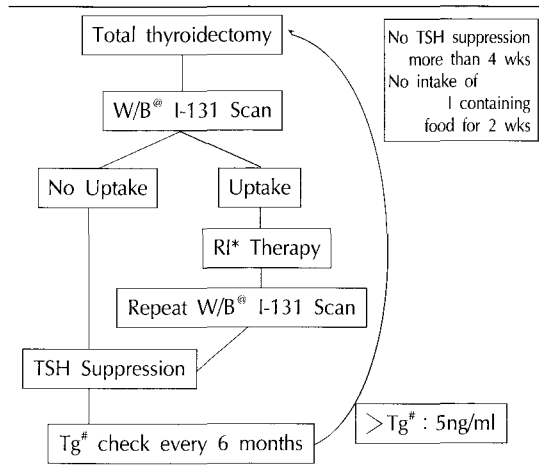 Total thyroidectomy
No TSH suppression
more than 4 wks
No intake of
I containing
food for 2 wks
W/B@ I-131 Scan
No Uptake
Uptake
RI* Therapy
Repeat W/B@ I-131 Scan
TSH Suppression
Tg# check every 6 months
>Tg# : 5ng/ml